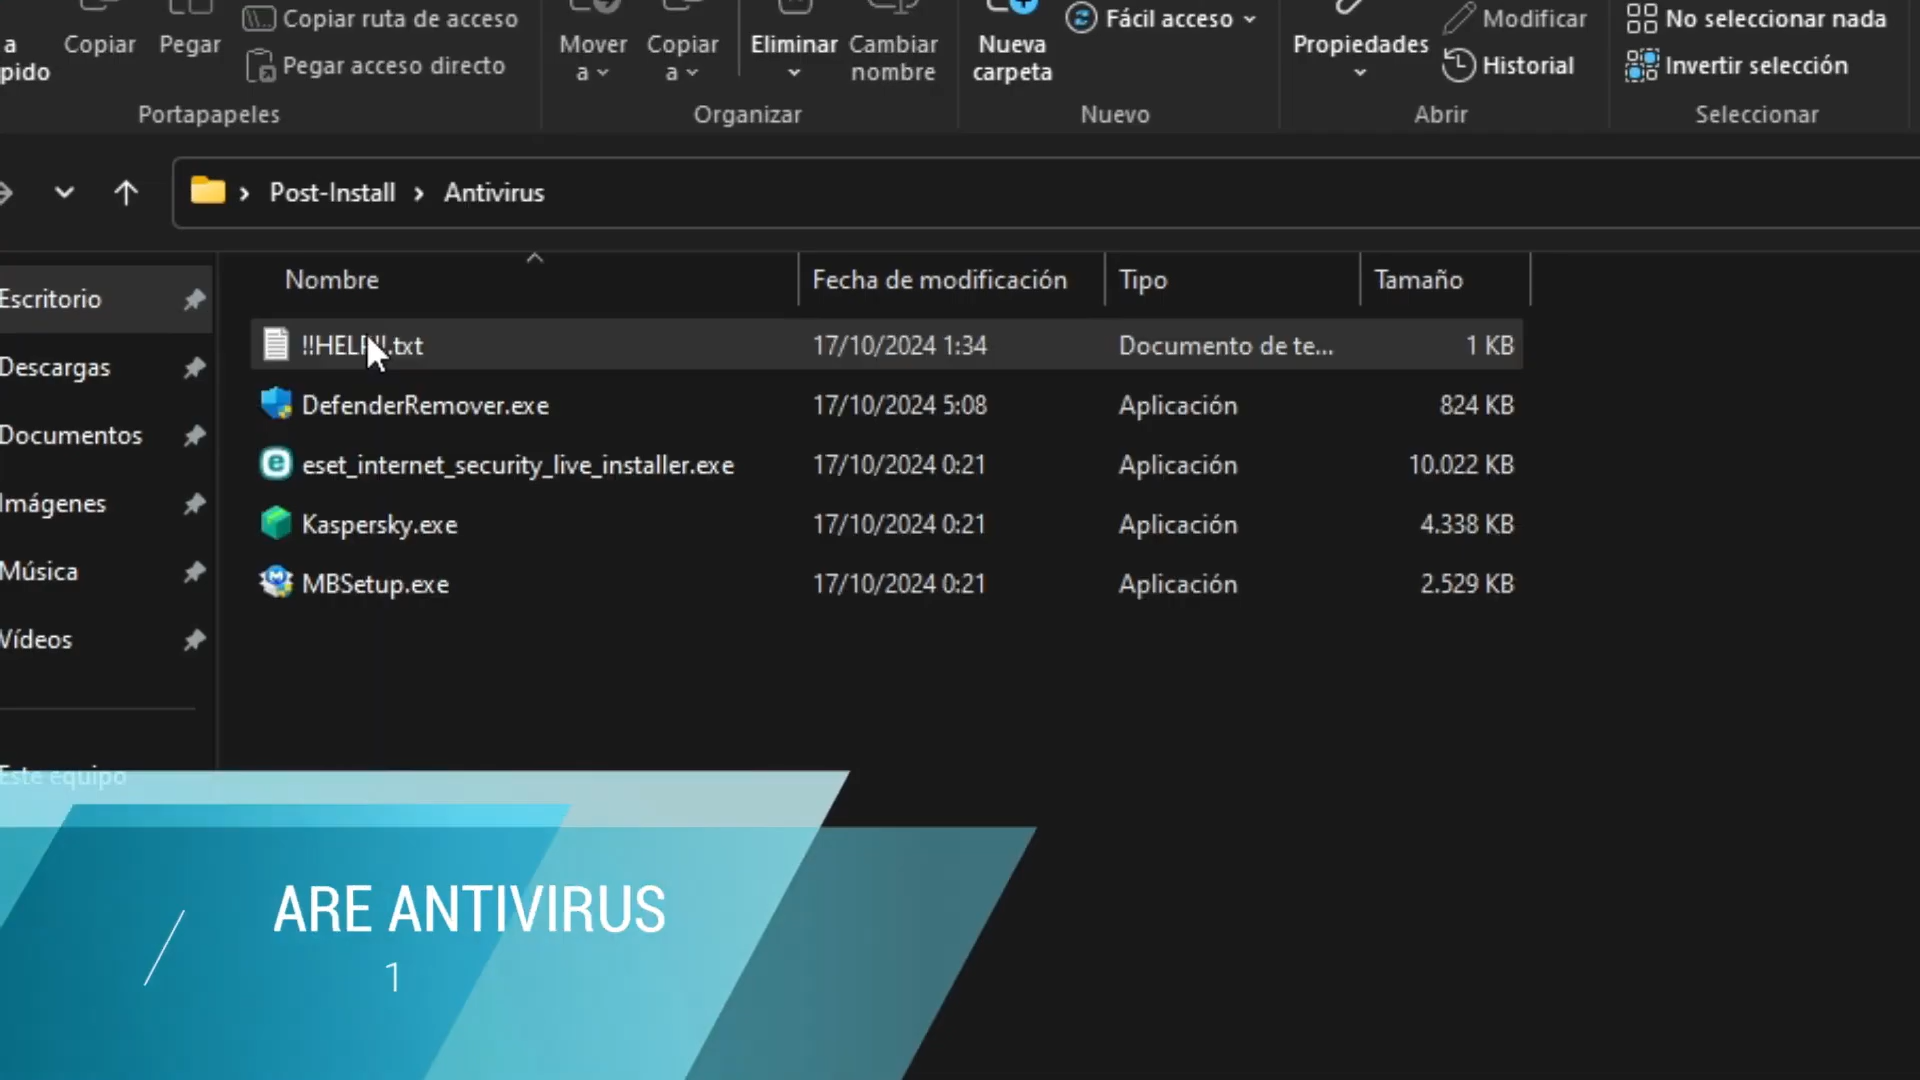 Copiar ruta de acceso
Fácil acceso
Modificar
No seleccionar nada
a
Copiar
Pegar
Mover
Copiar
Eliminar
Cambiar
Nueva
Propiedades
pido
Pegar acceso directo
a
a
nombre
carpeta
Historial
Invertir selección
Portapapeles
Organizar
Nuevo
Abrir
Seleccionar
Post-Install
Antivirus
Nombre
Fecha de modificación
Tipo
Tamaño
Escritorio
Descargas
Documentos
Imágenes
Música
Vídeos
Este equipo
!!HELP!!.txt 17/10/2024 1:34 Documento de te... 1 KB
DefenderRemover.exe 17/10/2024 5:08 Aplicación 824 KB
eset_internet_security_live_installer.exe 17/10/2024 0:21 Aplicación 10.022 KB
Kaspersky.exe 17/10/2024 0:21 Aplicación 4.338 KB
MBSetup.exe 17/10/2024 0:21 Aplicación 2.529 KB
ARE ANTIVIRUS
1